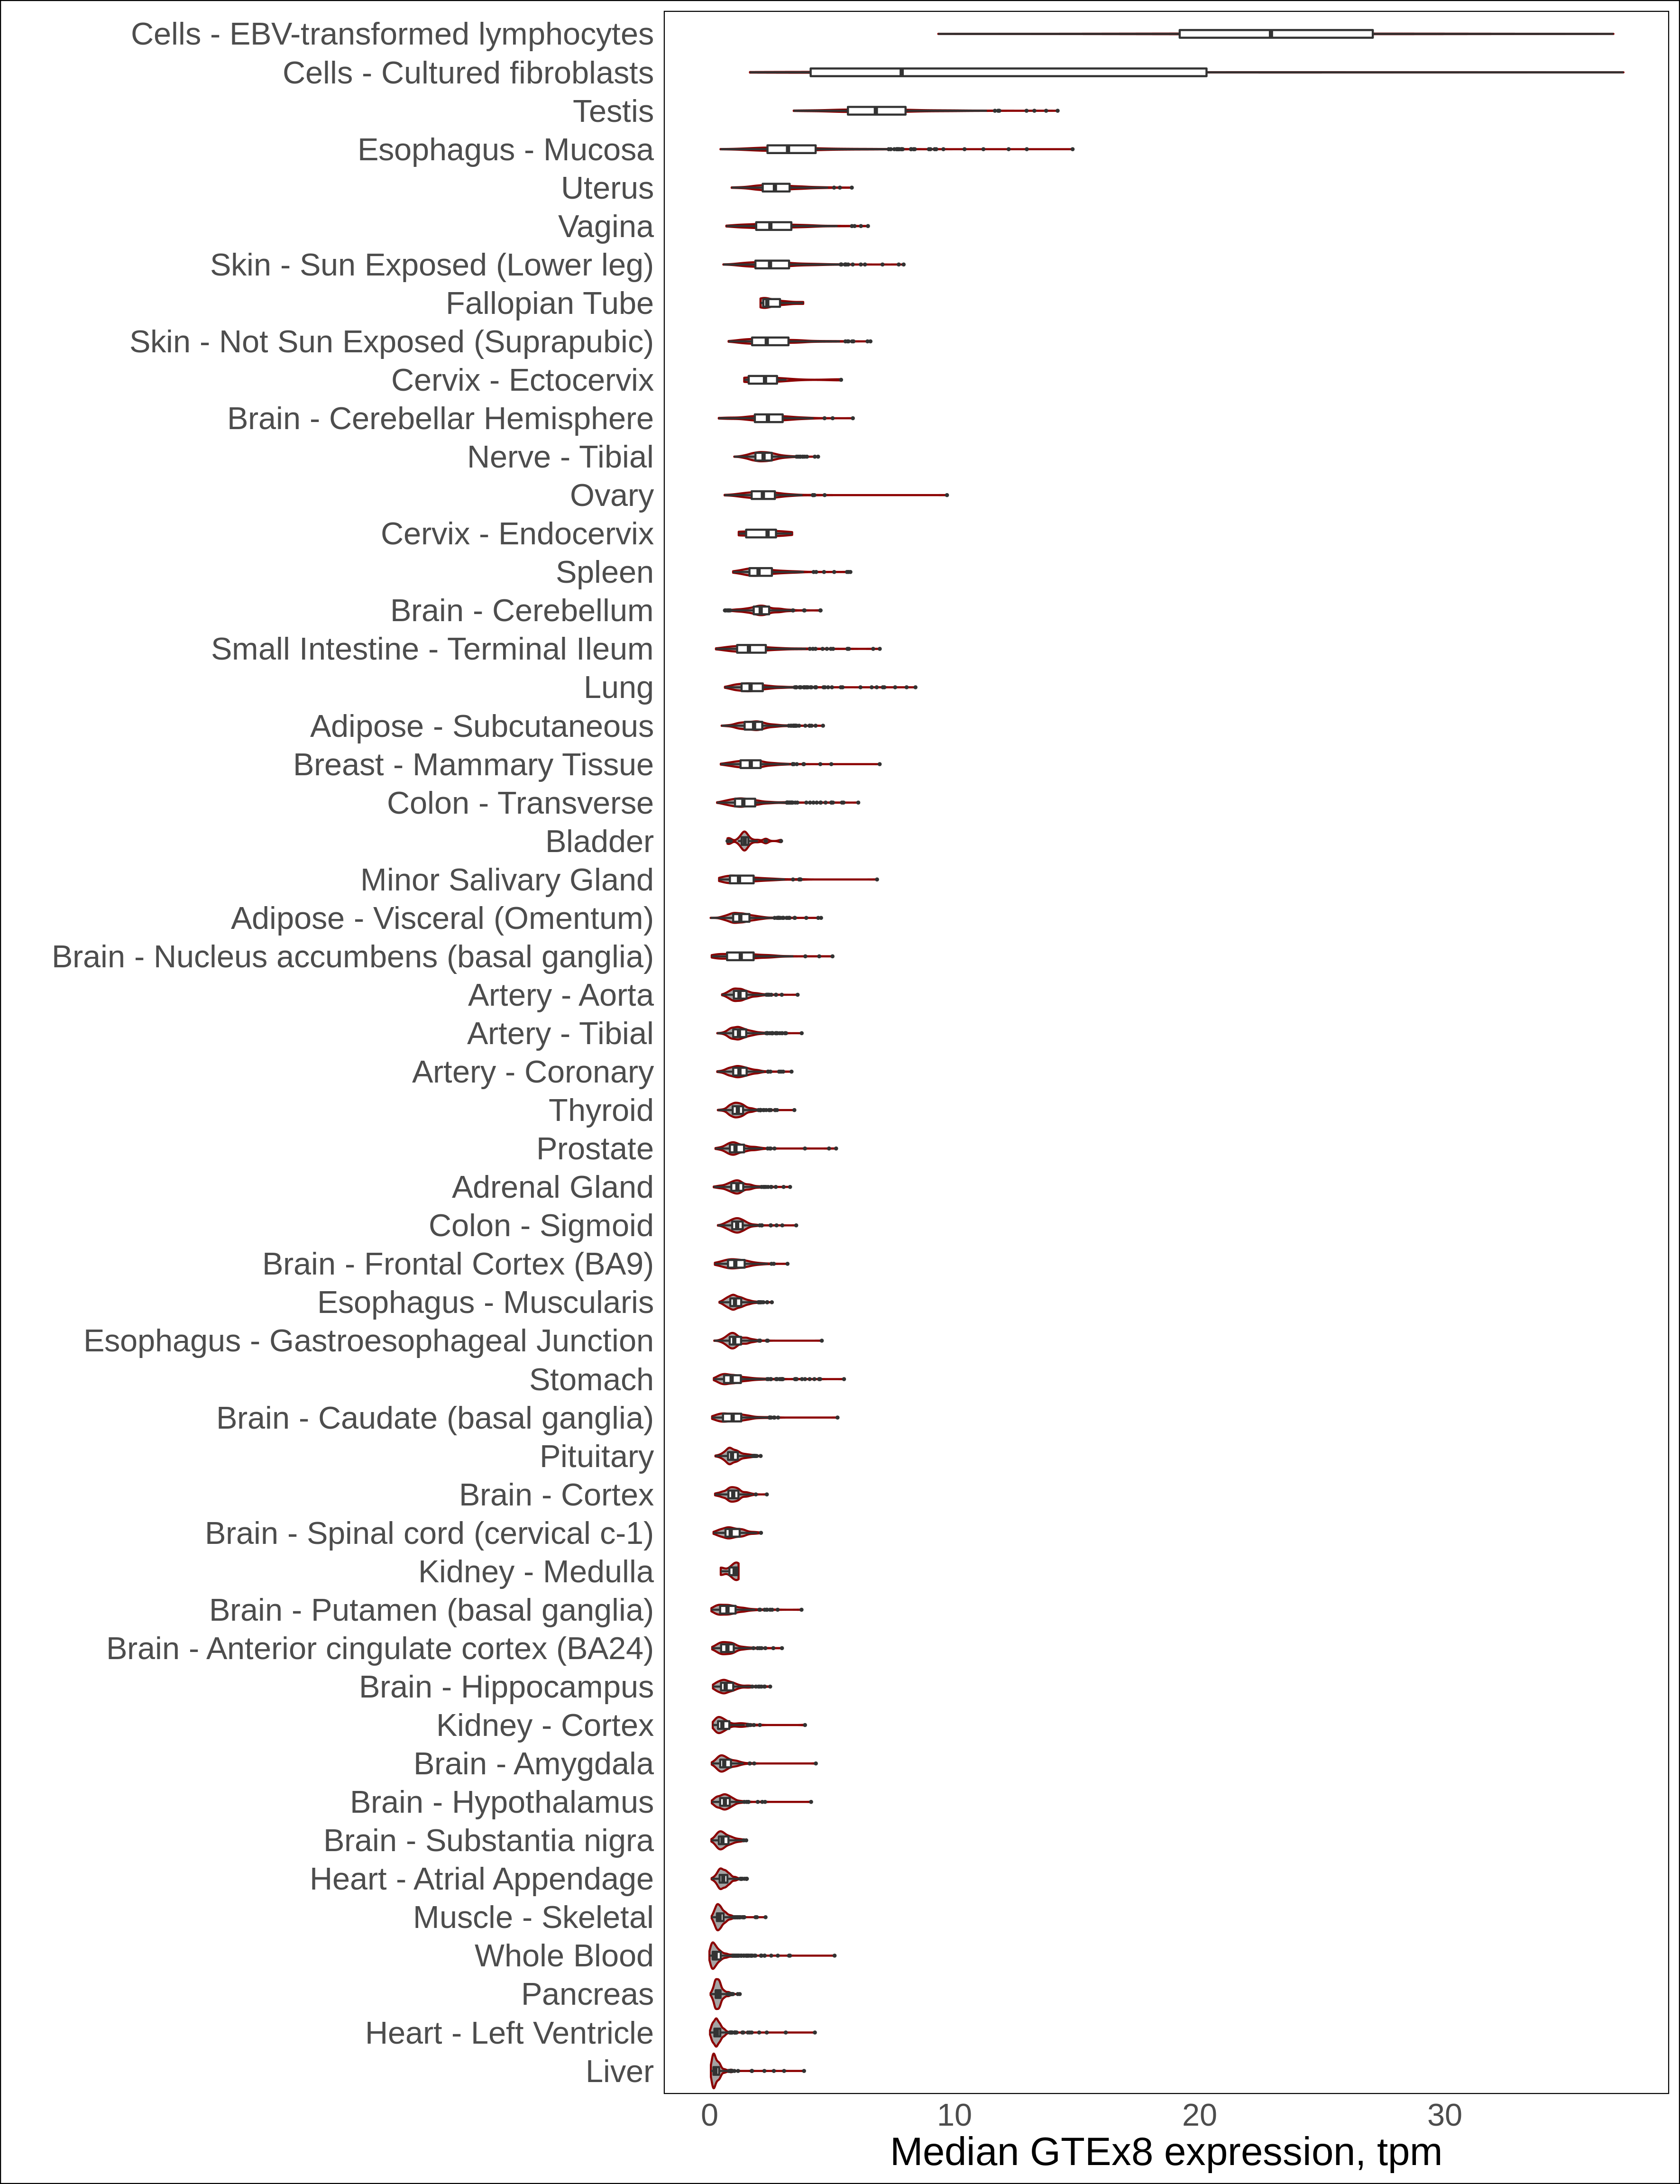 Cells - EBV-transformed lymphocytes
Cells - Cultured fibroblasts
Testis
Esophagus - Mucosa
Uterus
Vagina
Skin - Sun Exposed (Lower leg)
Fallopian Tube
Skin - Not Sun Exposed (Suprapubic)
Cervix - Ectocervix
Brain - Cerebellar Hemisphere
Nerve - Tibial
Ovary
Cervix - Endocervix
Spleen
Brain - Cerebellum
Small Intestine - Terminal Ileum
Lung
Adipose - Subcutaneous
Breast - Mammary Tissue
Colon - Transverse
Bladder
Minor Salivary Gland
Adipose - Visceral (Omentum)
Brain - Nucleus accumbens (basal ganglia)
Artery - Aorta
Artery - Tibial
Artery - Coronary
Thyroid
Prostate
Adrenal Gland
Colon - Sigmoid
Brain - Frontal Cortex (BA9)
Esophagus - Muscularis
Esophagus - Gastroesophageal Junction
Stomach
Brain - Caudate (basal ganglia)
Pituitary
Brain - Cortex
Brain - Spinal cord (cervical c-1)
Kidney - Medulla
Brain - Putamen (basal ganglia)
Brain - Anterior cingulate cortex (BA24)
Brain - Hippocampus
Kidney - Cortex
Brain - Amygdala
Brain - Hypothalamus
Brain - Substantia nigra
Heart - Atrial Appendage
Muscle - Skeletal
Whole Blood
Pancreas
Heart - Left Ventricle
Liver
0 10 20 30
Median GTEx8 expression, tpm